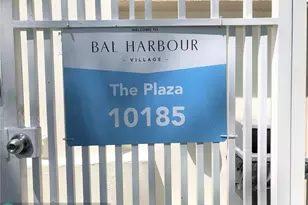 WELCOME TO
BAL HARBOUR
- VILLAGE -
The Plaza
10185